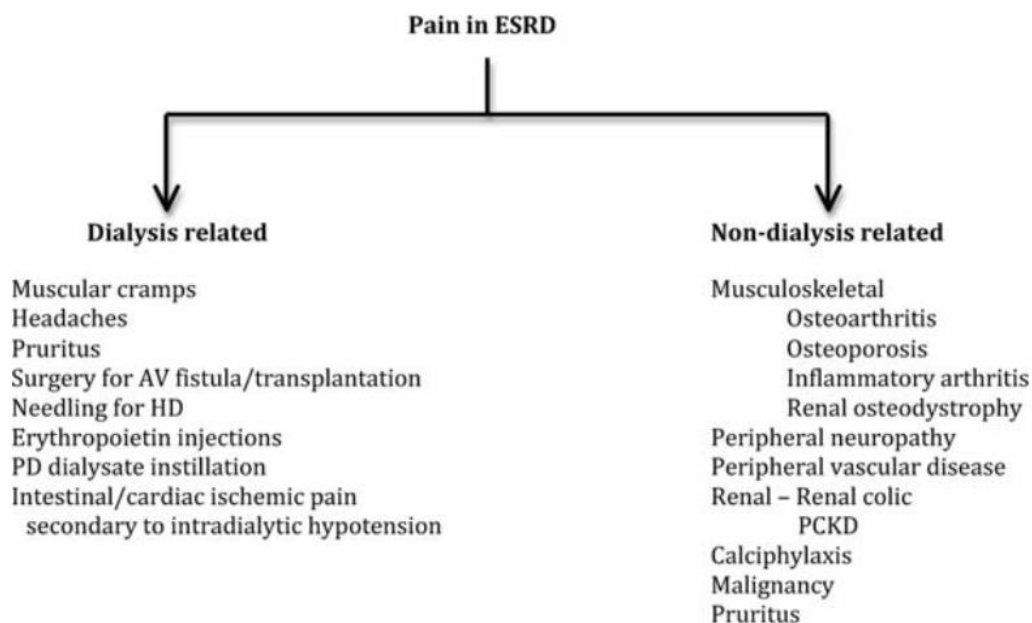 Pain in ESRD
Dialysis related
Muscular cramps
Headaches
Pruritus
Surgery for AV fistula/transplantation
Needling for HD
Erythropoietin injections
PD dialysate instillation
Intestinal/cardiac ischemic pain
secondary to intradialytic hypotension
Non-dialysis related
Musculoskeletal
Osteoarthritis
Osteoporosis
Inflammatory arthritis
Renal osteodystrophy
Peripheral neuropathy
Peripheral vascular disease
Renal – Renal colic
PCKD
Calciphylaxis
Malignancy
Pruritus